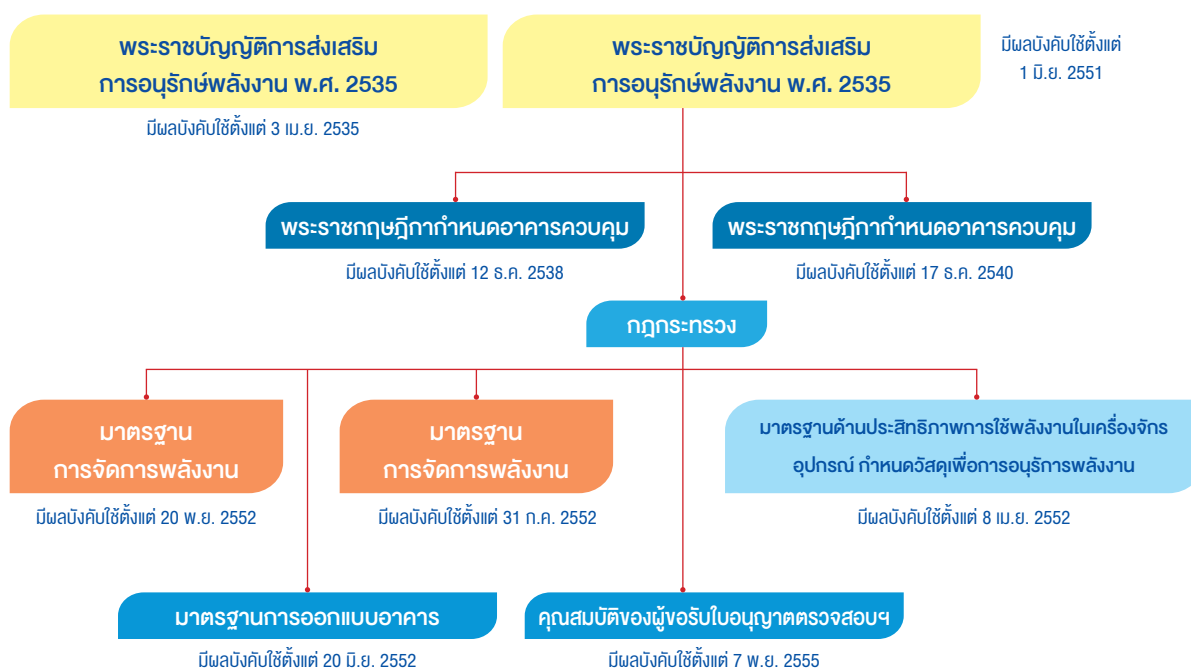 พระราชบัญญัติการส่งเสริม
การอนุรักษ์พลังงาน พ.ศ. 2535
มีผลบังคับใช้ตั้งแต่ 3 เม.ย. 2535
พระราชบัญญัติการส่งเสริม
การอนุรักษ์พลังงาน พ.ศ. 2535
มีผลบังคับใช้ตั้งแต่
1 มิ.ย. 2551
พระราชกฤษฎีกากำหนดอาคารควบคุม
มีผลบังคับใช้ตั้งแต่ 12 ธ.ค. 2538
พระราชกฤษฎีกากำหนดอาคารควบคุม
มีผลบังคับใช้ตั้งแต่ 17 ธ.ค. 2540
กฎกระทรวง
มาตรฐาน
การจัดการพลังงาน
มีผลบังคับใช้ตั้งแต่ 20 พ.ย. 2552
มาตรฐาน
การจัดการพลังงาน
มีผลบังคับใช้ตั้งแต่ 31 ก.ค. 2552
มาตรฐานด้านประสิทธิภาพการใช้พลังงานในเครื่องจักร
อุปกรณ์ กำหนดวัสดุเพื่อการอนุรักการพลังงาน
มีผลบังคับใช้ตั้งแต่ 8 เม.ย. 2552
มาตรฐานการออกแบบอาคาร
มีผลบังคับใช้ตั้งแต่ 20 มิ.ย. 2552
คุณสมบัติของผู้ขอรับใบอนุญาตตรวจสอบฯ
มีผลบังคับใช้ตั้งแต่ 7 พ.ย. 2555